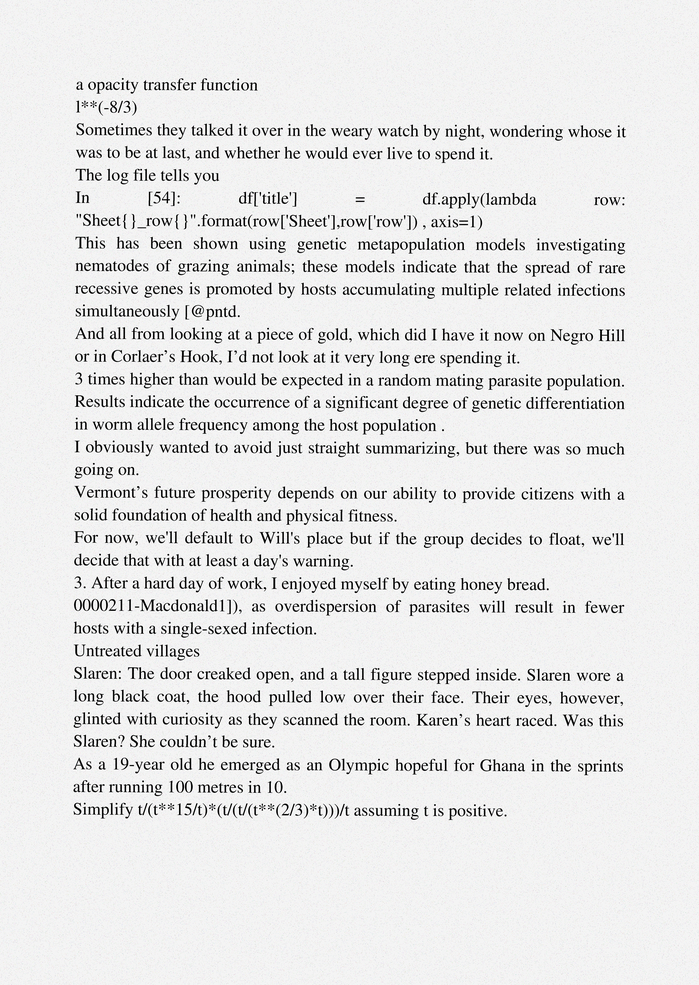 a opacity transfer function
l**(-8/3)
Sometimes they talked it over in the weary watch by night, wondering whose it
was to be at last, and whether he would ever live to spend it.
The log file tells you
In [54]: df['title'] = df.apply(lambda row:
"Sheet{}_row{}".format(row['Sheet'],row['row']) , axis=1)
This has been shown using genetic metapopulation models investigating
nematodes of grazing animals; these models indicate that the spread of rare
recessive genes is promoted by hosts accumulating multiple related infections
simultaneously [@pntd.
And all from looking at a piece of gold, which did I have it now on Negro Hill
or in Corlaer’s Hook, I’d not look at it very long ere spending it.
3 times higher than would be expected in a random mating parasite population.
Results indicate the occurrence of a significant degree of genetic differentiation
in worm allele frequency among the host population .
I obviously wanted to avoid just straight summarizing, but there was so much
going on.
Vermont’s future prosperity depends on our ability to provide citizens with a
solid foundation of health and physical fitness.
For now, we'll default to Will's place but if the group decides to float, we'll
decide that with at least a day's warning.
3. After a hard day of work, I enjoyed myself by eating honey bread.
0000211-Macdonald1]), as overdispersion of parasites will result in fewer
hosts with a single-sexed infection.
Untreated villages
Slaren: The door creaked open, and a tall figure stepped inside. Slaren wore a
long black coat, the hood pulled low over their face. Their eyes, however,
glinted with curiosity as they scanned the room. Karen’s heart raced. Was this
Slaren? She couldn’t be sure.
As a 19-year old he emerged as an Olympic hopeful for Ghana in the sprints
after running 100 metres in 10.
Simplify t/(t**15/t)*(t/(t/(t/(t**(2/3)*t)))/t assuming t is positive.